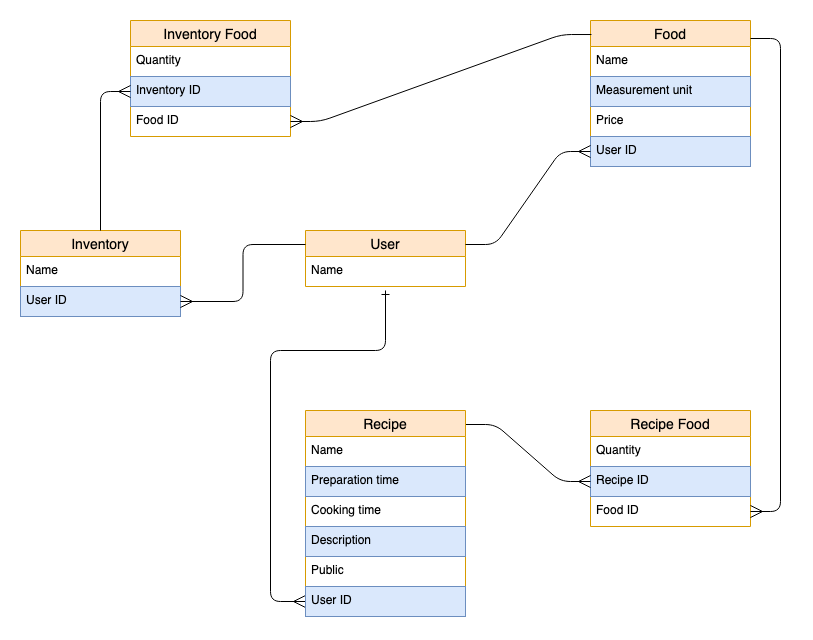 Inventory Food
Quantity
Inventory ID
Food ID
Food
Name
Measurement unit
Price
User ID
Inventory
Name
User ID
User
Name
Recipe
Name
Preparation time
Cooking time
Description
Public
User ID
Recipe Food
Quantity
Recipe ID
Food ID